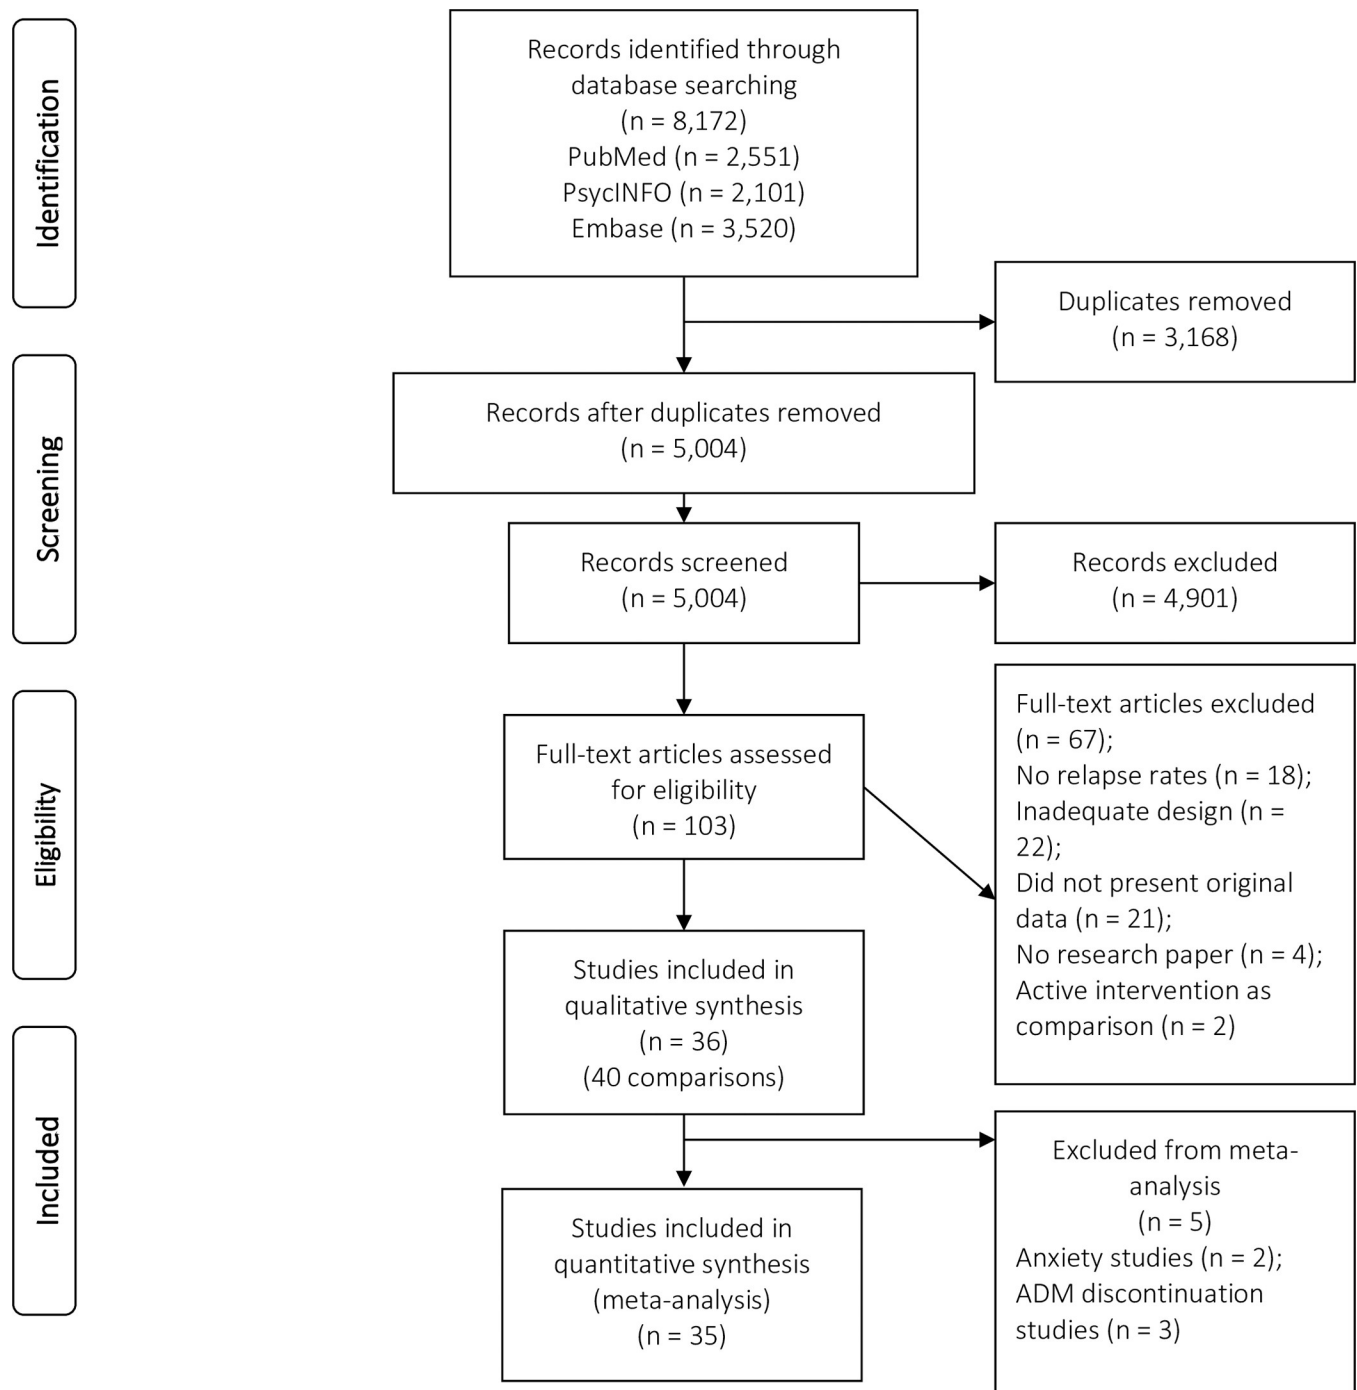 Identification
Records identified through
database searching
(n = 8,172)
PubMed (n = 2,551)
PsycINFO (n = 2,101)
Embase (n = 3,520)
Duplicates removed
(n = 3,168)
Screening
Records after duplicates removed
(n = 5,004)
Records screened
(n = 5,004)
Records excluded
(n = 4,901)
Eligibility
Full-text articles assessed
for eligibility
(n = 103)
Full-text articles excluded
(n = 67);
No relapse rates (n = 18);
Inadequate design (n =
22);
Did not present original
data (n = 21);
No research paper (n = 4);
Active intervention as
comparison (n = 2)
Studies included in
qualitative synthesis
(n = 36)
(40 comparisons)
Included
Excluded from meta-
analysis
(n = 5)
Anxiety studies (n = 2);
ADM discontinuation
studies (n = 3)
Studies included in
quantitative synthesis
(meta-analysis)
(n = 35)